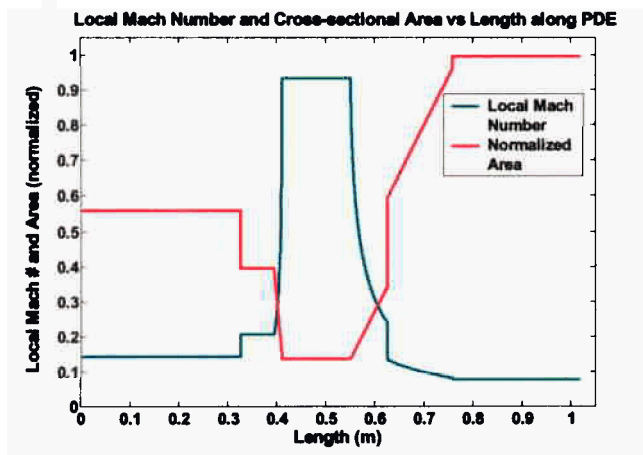 Local Mach Number and Cross-sectional Area vs Length along PDE
Local Mach # and Area (normalized)
1
0.9
0.8
0.7
0.6
0.5
0.4
0.3
0.2
0.1
0
Local Mach
Number
Normalized
Area
0 0.1 0.2 0.3 0.4 0.5 0.6 0.7 0.8 0.9 1
Length (m)